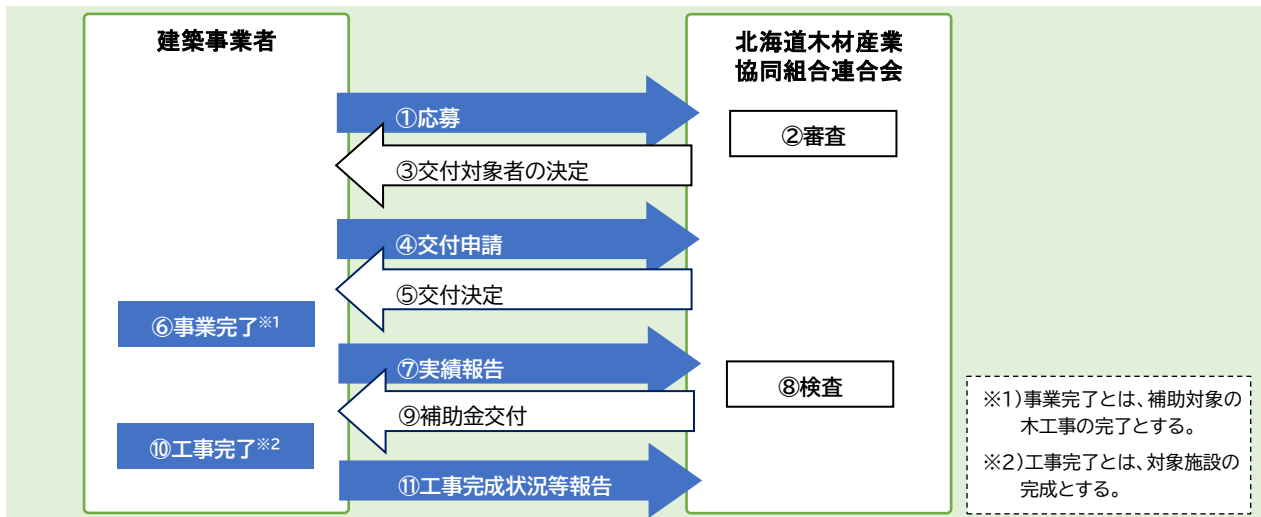 建築事業者
北海道木材産業
協同組合連合会
①応募
②審査
③交付対象者の決定
④交付申請
⑤交付決定
⑥事業完了※1
⑦実績報告
⑧検査
⑨補助金交付
⑩工事完了※2
⑪工事完成状況等報告
※1)事業完了とは、補助対象の
木工事の完了とする。
※2)工事完了とは、対象施設の
完成とする。